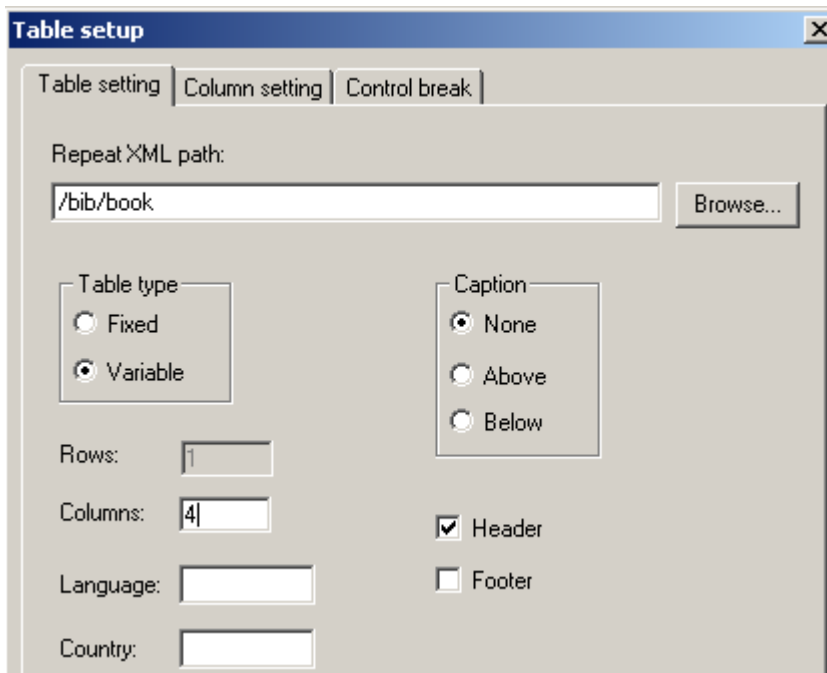 Table setup
Table setting Column setting Control break
Repeat XML path:
/bib/book Browse...
Table type Caption
Fixed None
Variable Above
Below
Rows: 1
Columns: 4
Header
Language: Footer
Country: